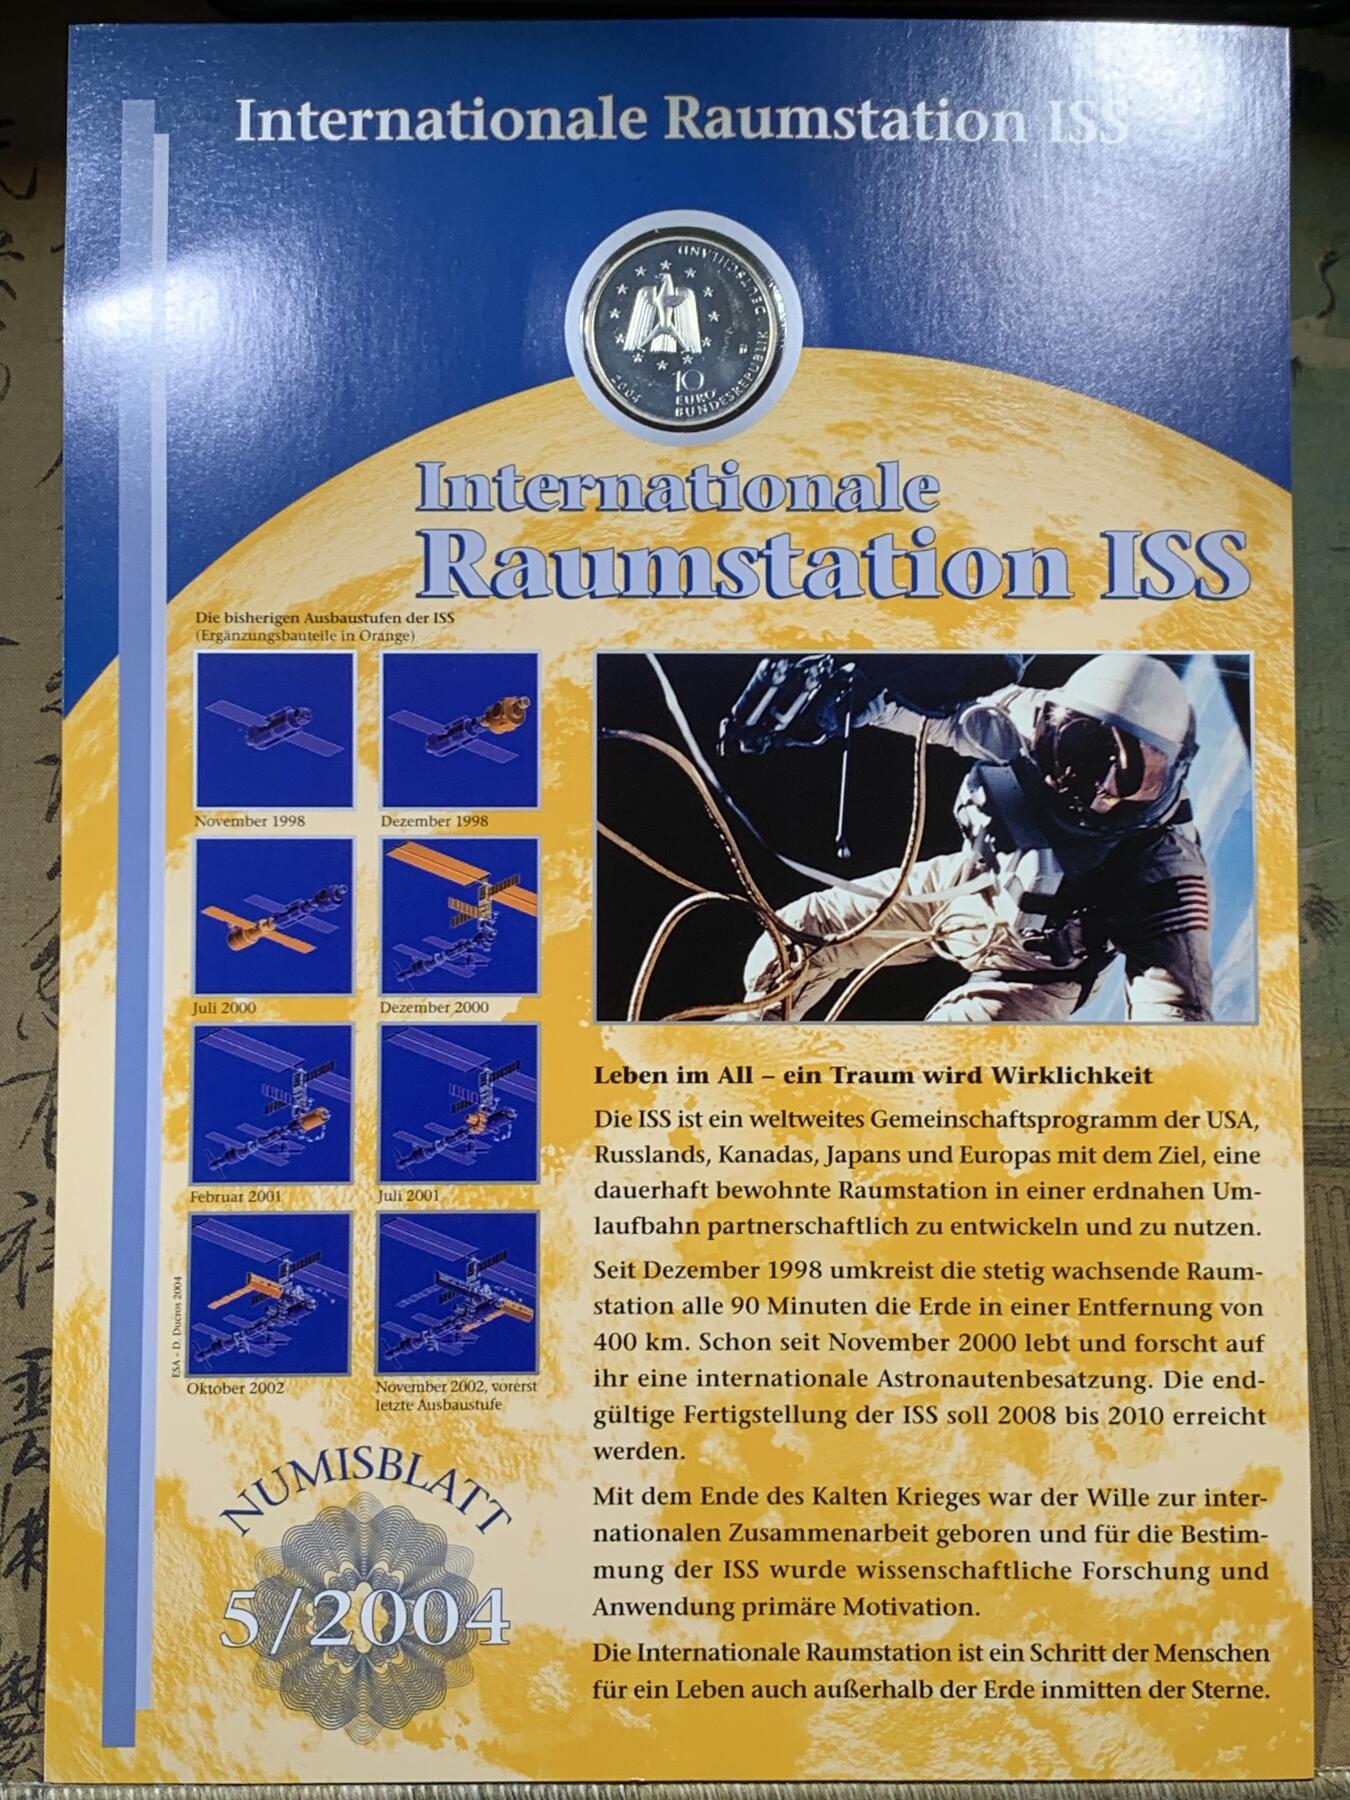 Internationale Raumstation ISS
BUNDESREPUBLIK DEUTSCHLAND
2004
10
EURO
Internationale
Raumstation ISS
Die bisherigen Ausbaustufen der ISS
(Ergänzungsbauteile in Orange)
November 1998
Dezember 1998
Juli 2000
Dezember 2000
Februar 2001
Juli 2001
Oktober 2002
November 2002, vorerst
letzte Ausbaustufe
ESA – D. Ducros 2004
NUMISBLATT
5/2004
Leben im All – ein Traum wird Wirklichkeit
Die ISS ist ein weltweites Gemeinschaftsprogramm der USA,
Russlands, Kanadas, Japans und Europas mit dem Ziel, eine
dauerhaft bewohnte Raumstation in einer erdnahen Um-
laufbahn partnerschaftlich zu entwickeln und zu nutzen.
Seit Dezember 1998 umkreist die stetig wachsende Raum-
station alle 90 Minuten die Erde in einer Entfernung von
400 km. Schon seit November 2000 lebt und forscht auf
ihr eine internationale Astronautenbesatzung. Die end-
gültige Fertigstellung der ISS soll 2008 bis 2010 erreicht
werden.
Mit dem Ende des Kalten Krieges war der Wille zur inter-
nationalen Zusammenarbeit geboren und für die Bestim-
mung der ISS wurde wissenschaftliche Forschung und
Anwendung primäre Motivation.
Die Internationale Raumstation ist ein Schritt der Menschen
für ein Leben auch außerhalb der Erde inmitten der Sterne.